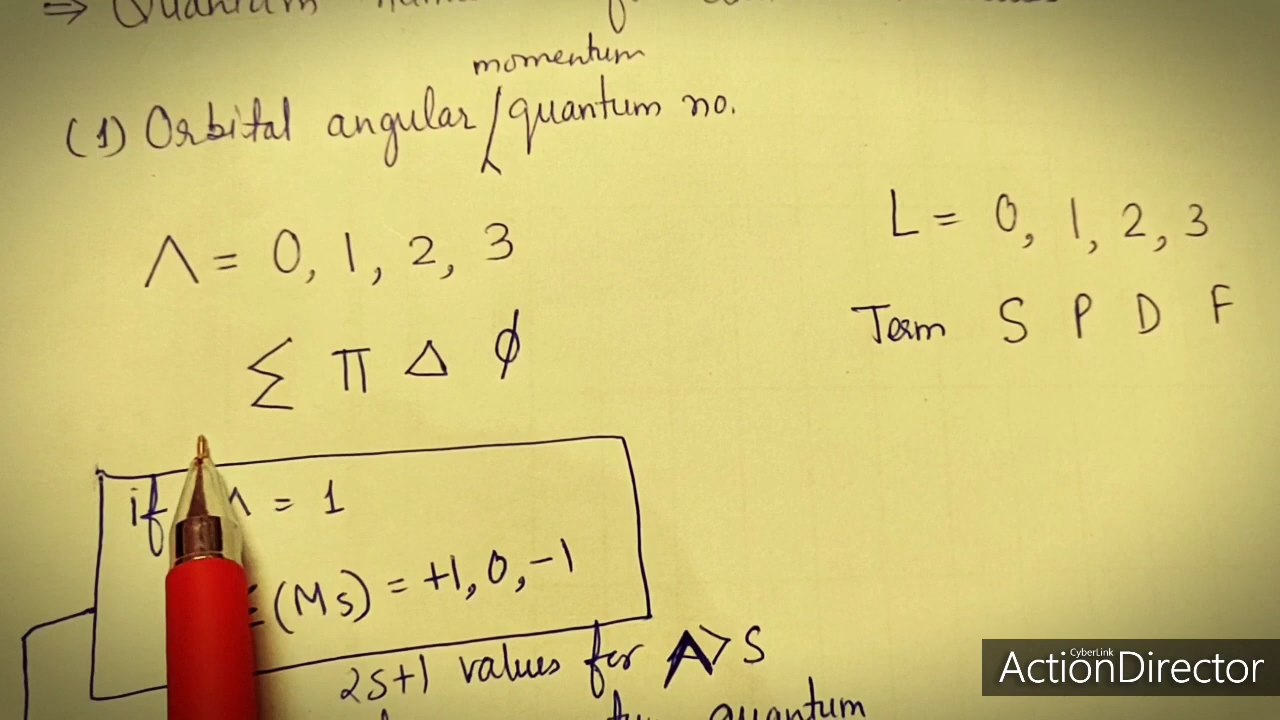 ⇒ Quantum
momentum
(1) Orbital angular / quantum no.
Λ = 0, 1, 2, 3
L = 0, 1, 2, 3
Σ π Δ ϕ
Term S P D F
if Λ = 1
Σ(Ms) = +1, 0, -1
2s+1 values for Λ > S
quantum
CyberLink
ActionDirector